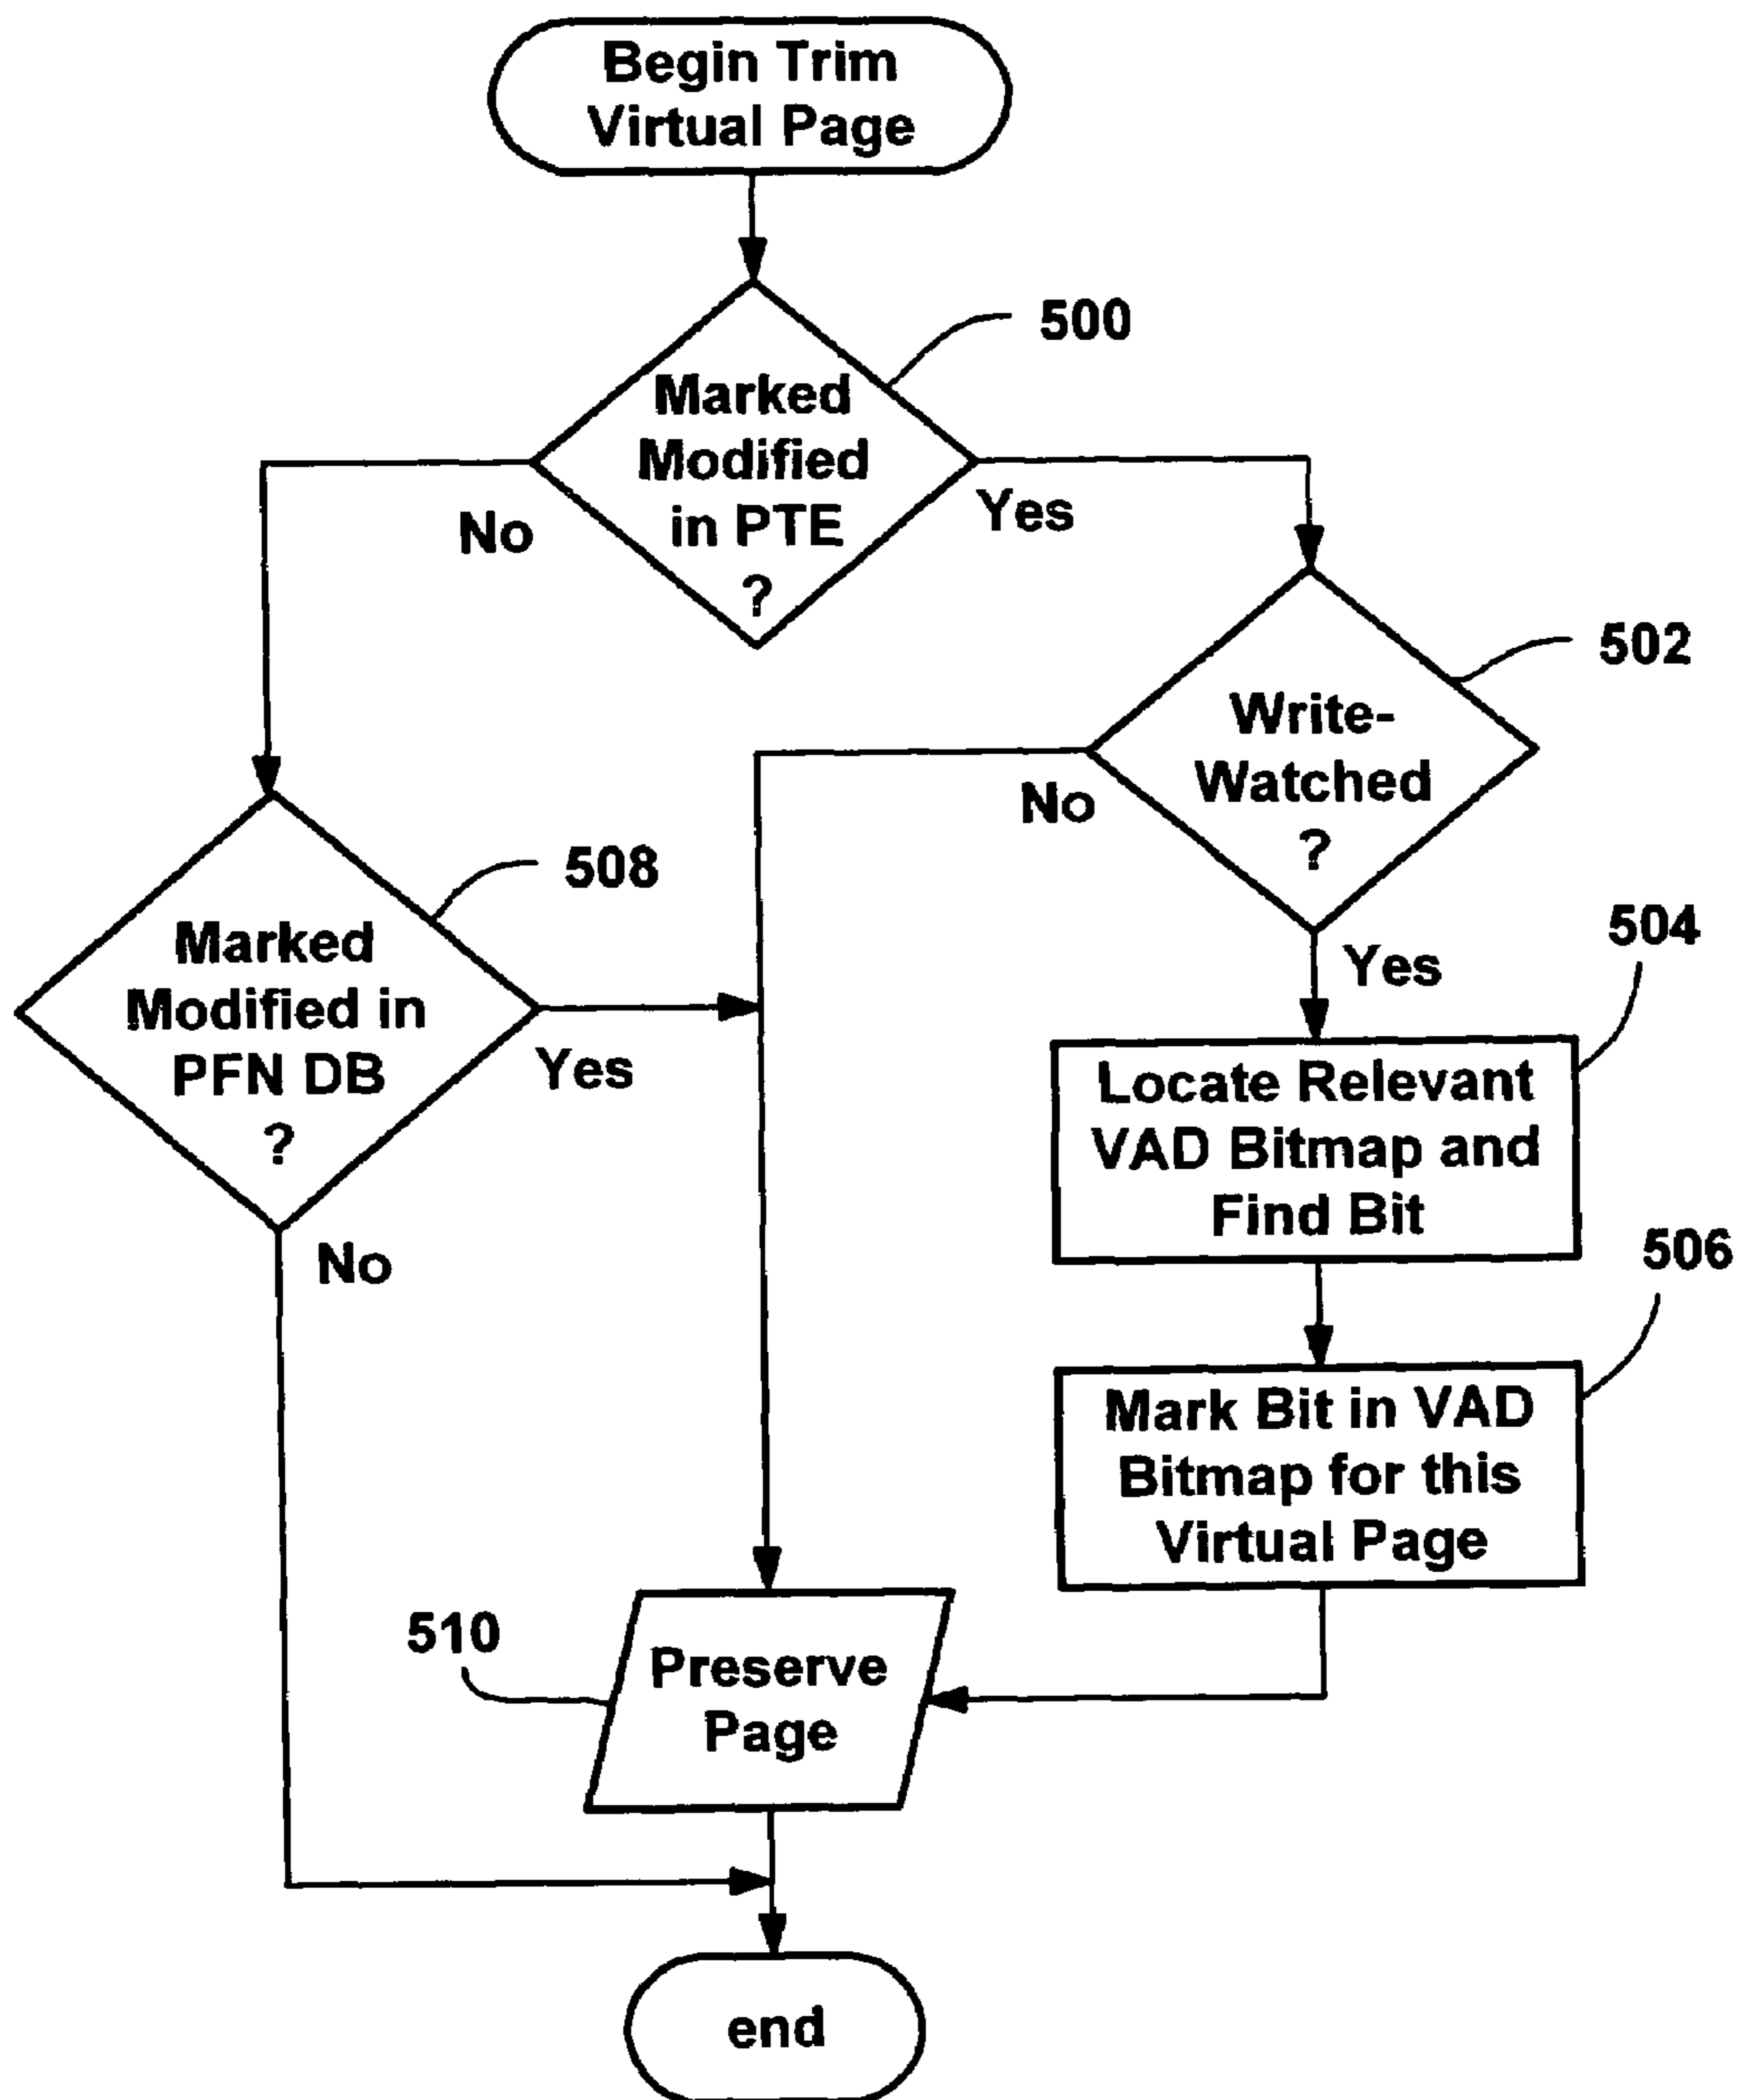 Begin Trim
Virtual Page
500
Marked
Modified
in PTE
?
No
Yes
502
Write-
Watched
?
No
Yes
508
Marked
Modified in
PFN DB
?
Yes
No
504
Locate Relevant
VAD Bitmap and
Find Bit
506
Mark Bit in VAD
Bitmap for this
Virtual Page
510
Preserve
Page
end